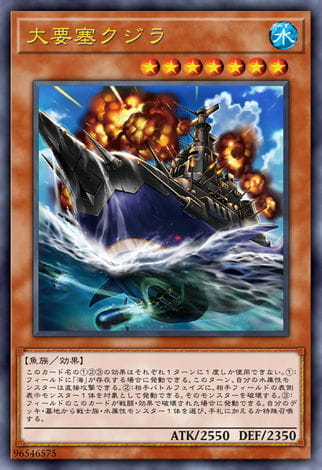 大要塞クジラ
水
【魚族／効果】
このカード名の①②③の効果はそれぞれ１ターンに１度しか使用できない。①：
フィールドに「海」が存在する場合に発動できる。このターン、自分の水属性モ
ンスターは直接攻撃できる。②：相手バトルフェイズに、相手フィールドの表側
表示モンスター１体を対象として発動できる。そのモンスターを破壊する。③：
フィールドのこのカードが戦闘・効果で破壊された場合に発動できる。自分のデ
ッキ・墓地から戦士族・水属性モンスター１体を選び、手札に加えるか特殊召喚
する。
ATK/2550 DEF/2350
96546575